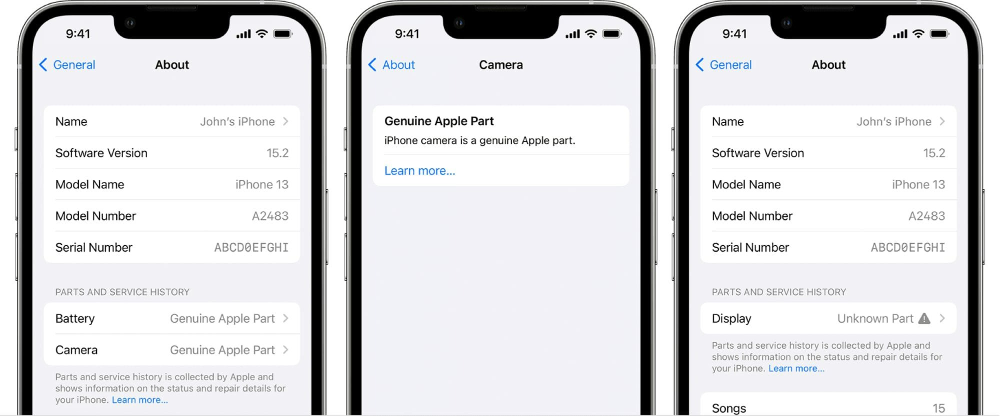 9:41
General
About
Name
John's iPhone
Software Version
15.2
Model Name
iPhone 13
Model Number
A2483
Serial Number
ABCD0EFGHI
PARTS AND SERVICE HISTORY
Battery
Genuine Apple Part
Camera
Genuine Apple Part
Parts and service history is collected by Apple and
shows information on the status and repair details for
your iPhone. Learn more...
9:41
About
Camera
Genuine Apple Part
iPhone camera is a genuine Apple part.
Learn more...
9:41
General
About
Name
John's iPhone
Software Version
15.2
Model Name
iPhone 13
Model Number
A2483
Serial Number
ABCD0EFGHI
PARTS AND SERVICE HISTORY
Display
Unknown Part
Parts and service history is collected by Apple and
shows information on the status and repair details for
your iPhone. Learn more...
Songs
15